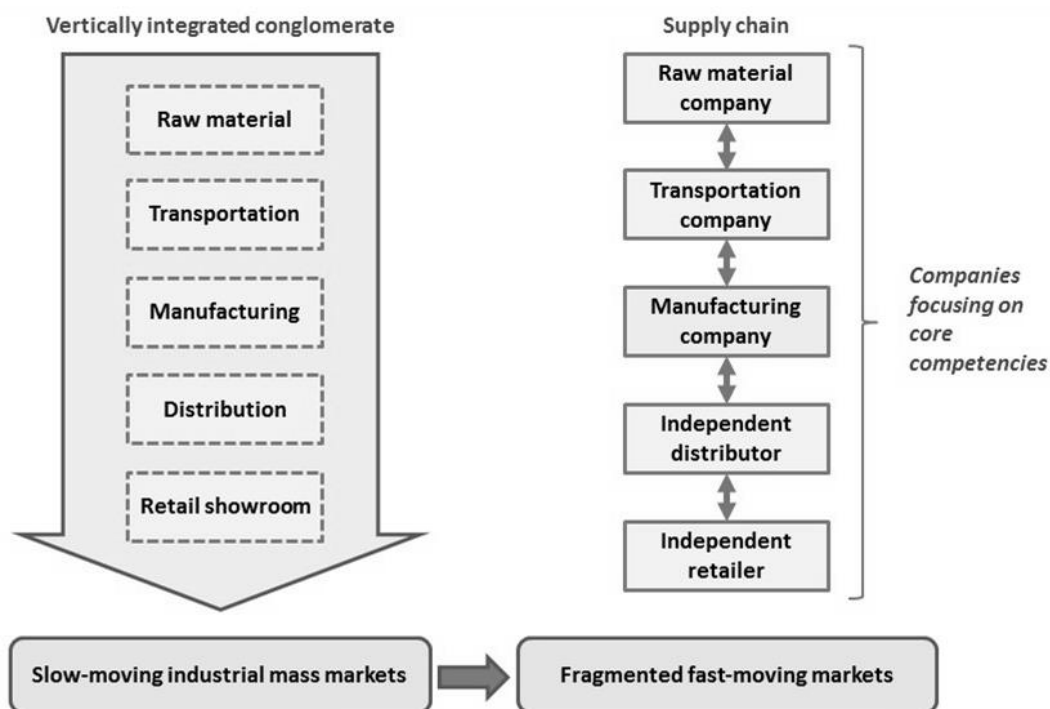 Vertically integrated conglomerate
Raw material
Transportation
Manufacturing
Distribution
Retail showroom
Supply chain
Raw material
company
Transportation
company
Manufacturing
company
Independent
distributor
Independent
retailer
Companies
focusing on
core
competencies
Slow-moving industrial mass markets
Fragmented fast-moving markets